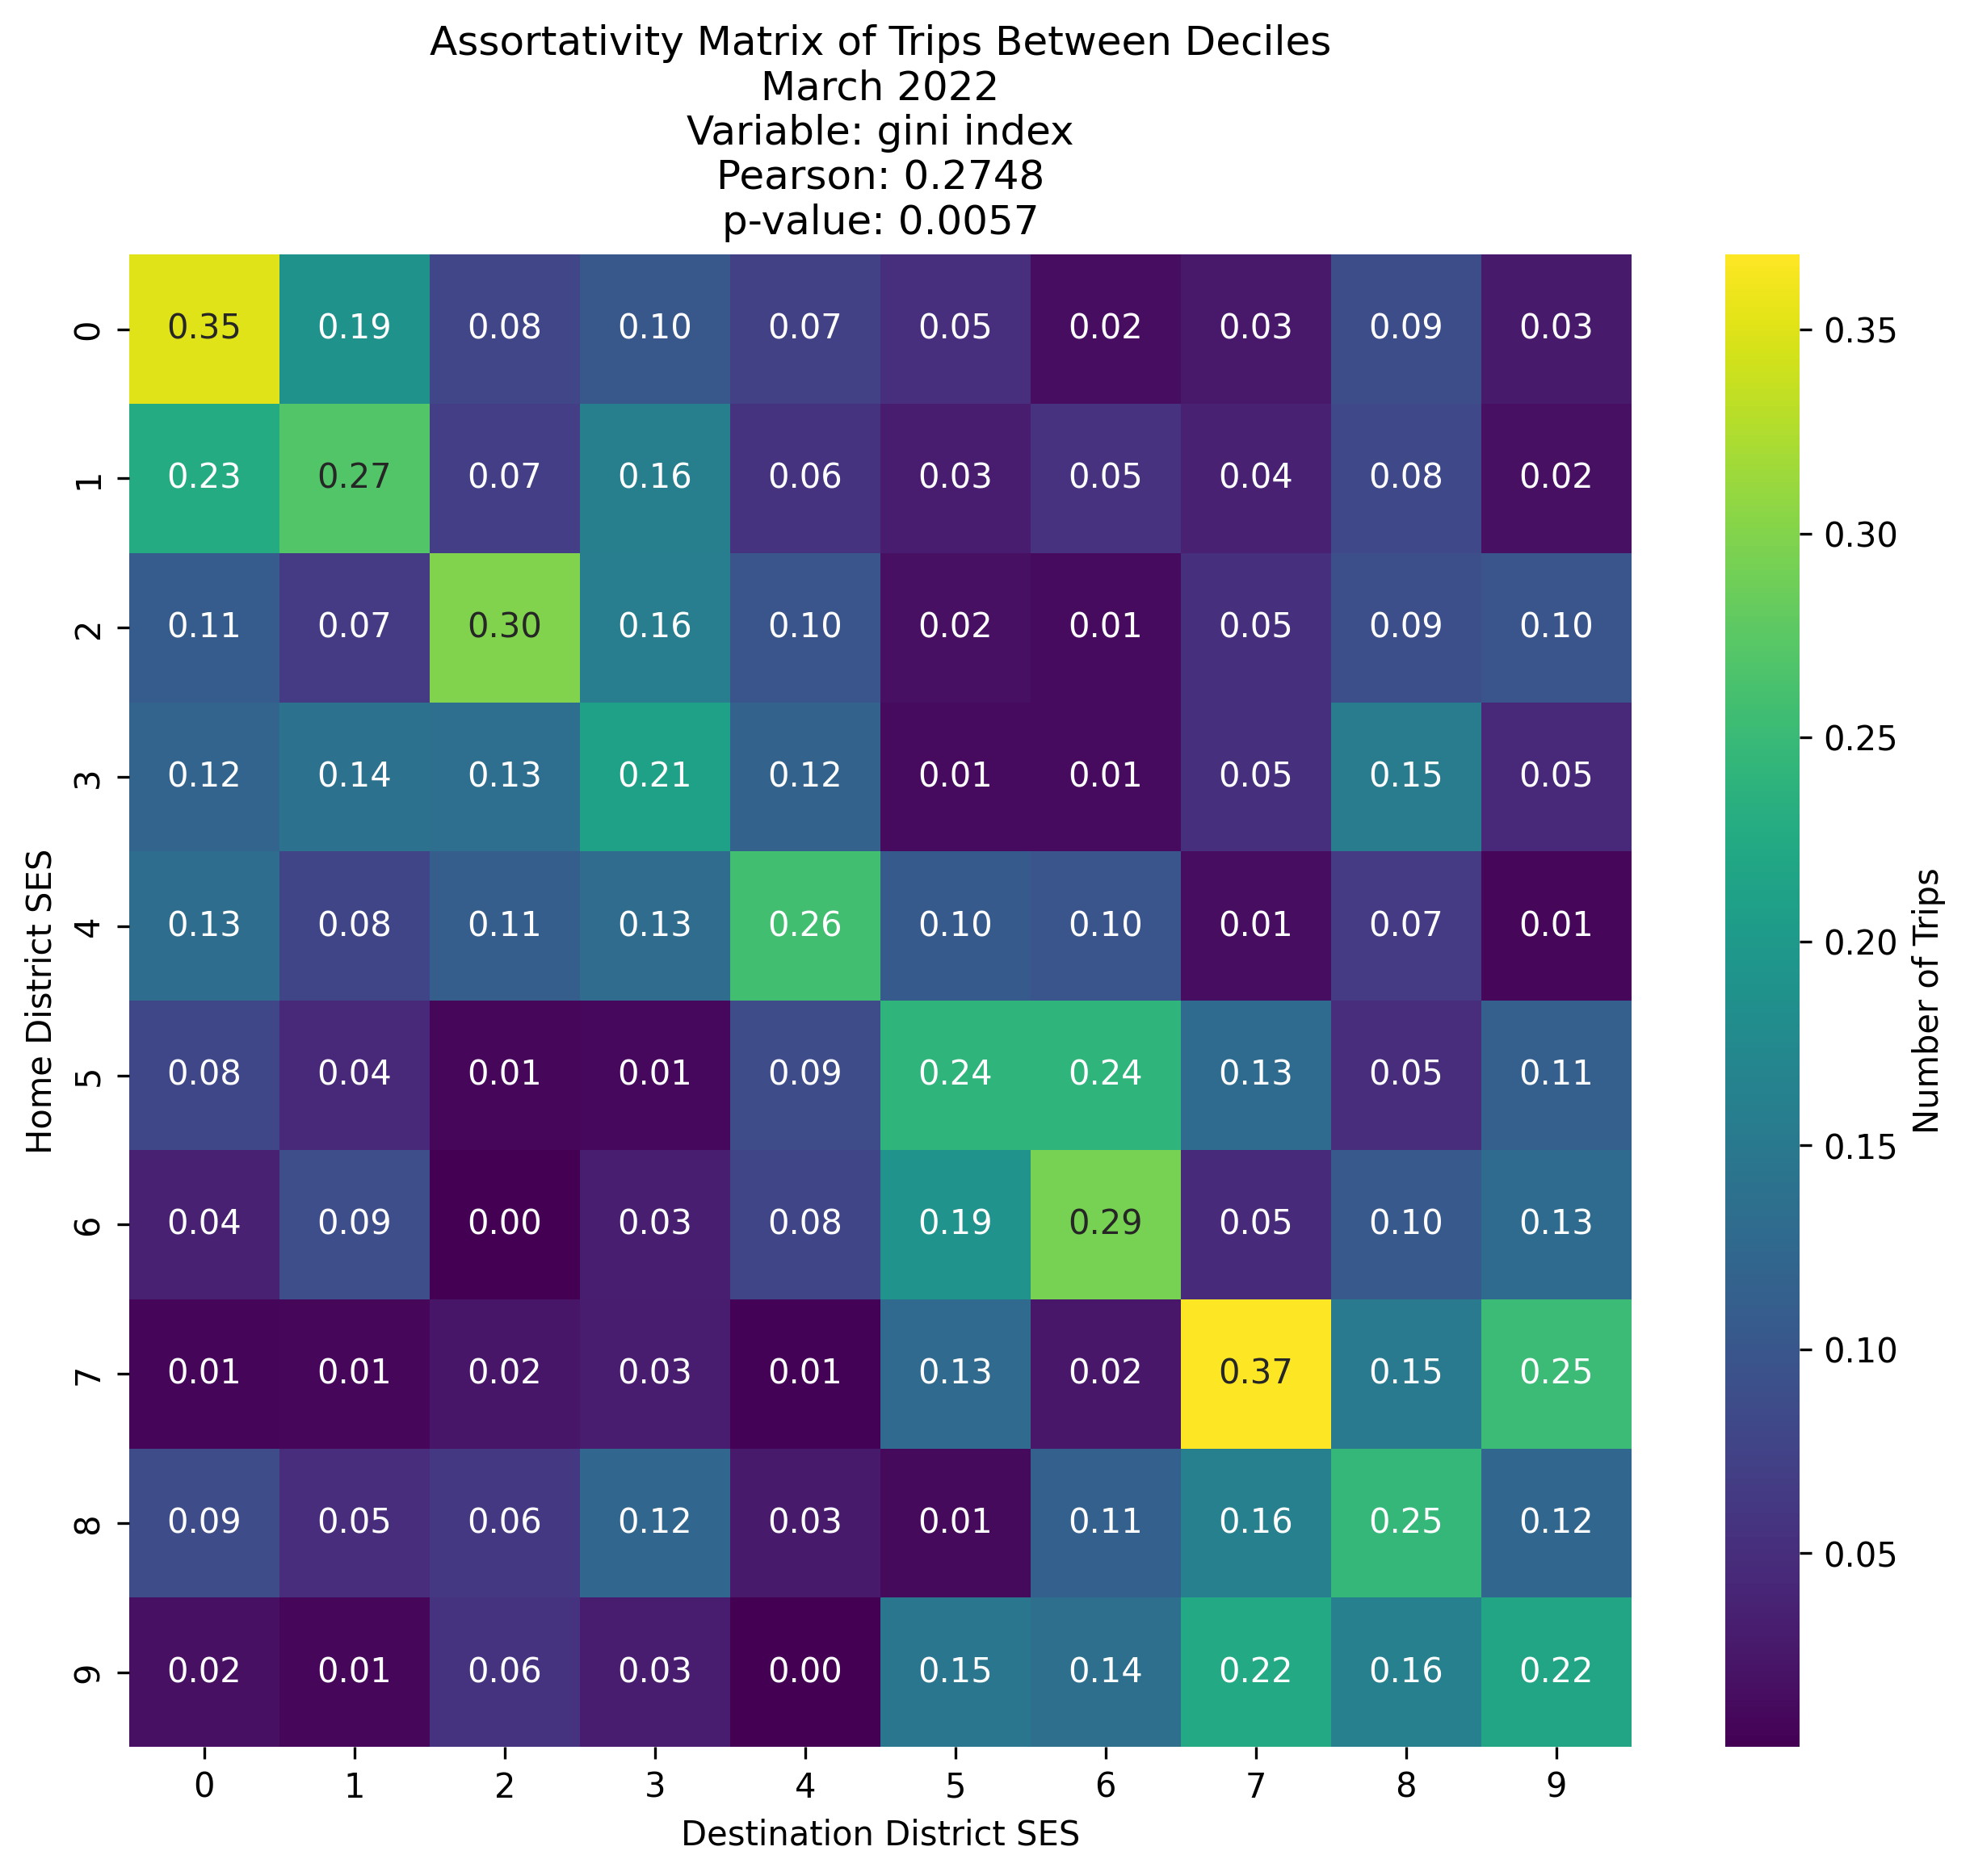 Assortativity Matrix of Trips Between Deciles
March 2022
Variable: gini index
Pearson: 0.2748
p-value: 0.0057
Home District SES
0 0.35 0.19 0.08 0.10 0.07 0.05 0.02 0.03 0.09 0.03
1 0.23 0.27 0.07 0.16 0.06 0.03 0.05 0.04 0.08 0.02
2 0.11 0.07 0.30 0.16 0.10 0.02 0.01 0.05 0.09 0.10
3 0.12 0.14 0.13 0.21 0.12 0.01 0.01 0.05 0.15 0.05
4 0.13 0.08 0.11 0.13 0.26 0.10 0.10 0.01 0.07 0.01
5 0.08 0.04 0.01 0.01 0.09 0.24 0.24 0.13 0.05 0.11
6 0.04 0.09 0.00 0.03 0.08 0.19 0.29 0.05 0.10 0.13
7 0.01 0.01 0.02 0.03 0.01 0.13 0.02 0.37 0.15 0.25
8 0.09 0.05 0.06 0.12 0.03 0.01 0.11 0.16 0.25 0.12
9 0.02 0.01 0.06 0.03 0.00 0.15 0.14 0.22 0.16 0.22
0 1 2 3 4 5 6 7 8 9
Destination District SES
0.35
0.30
0.25
0.20
0.15
0.10
0.05
Number of Trips